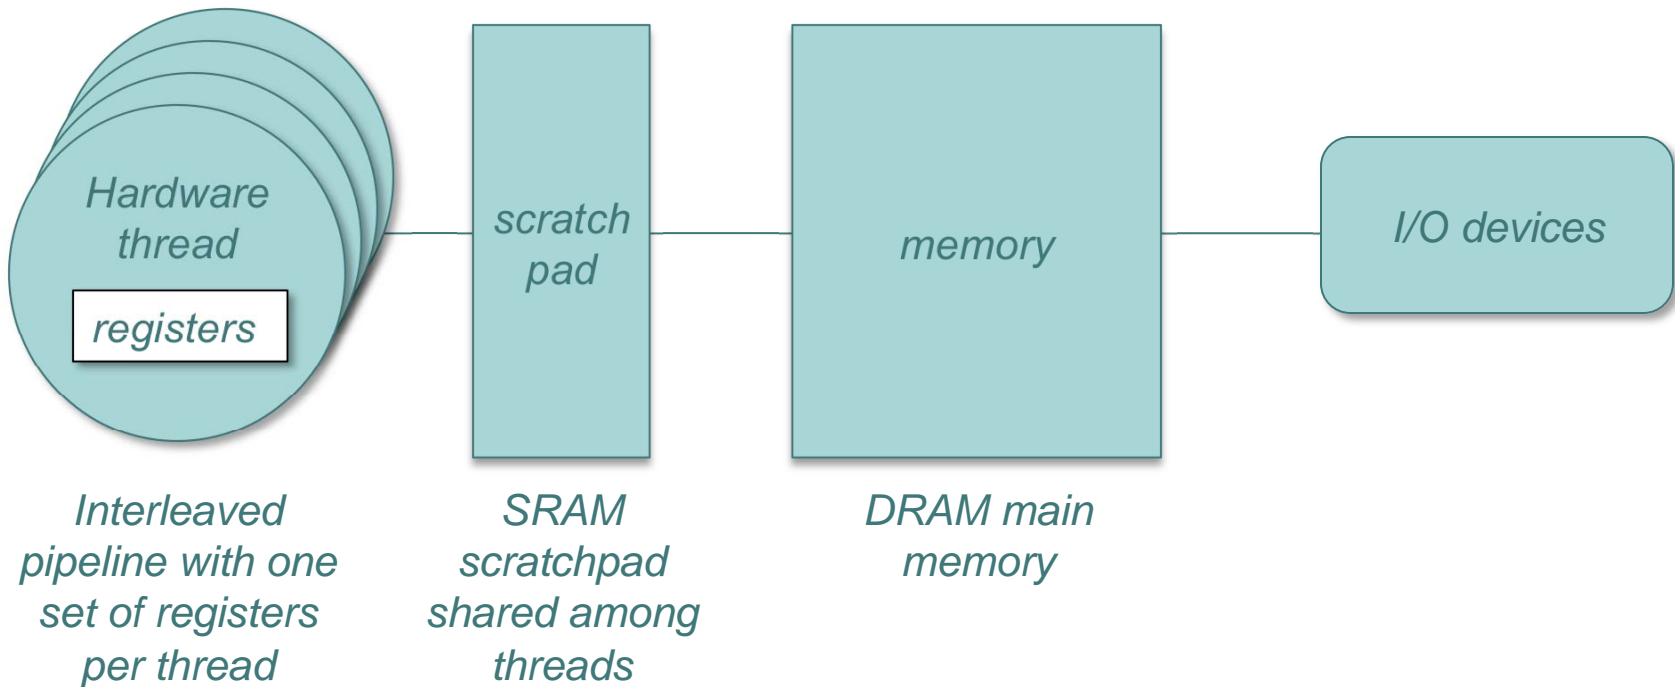 Hardware
thread
registers
scratch
pad
memory
I/O devices
Interleaved
pipeline with one
set of registers
per thread
SRAM
scratchpad
shared among
threads
DRAM main
memory